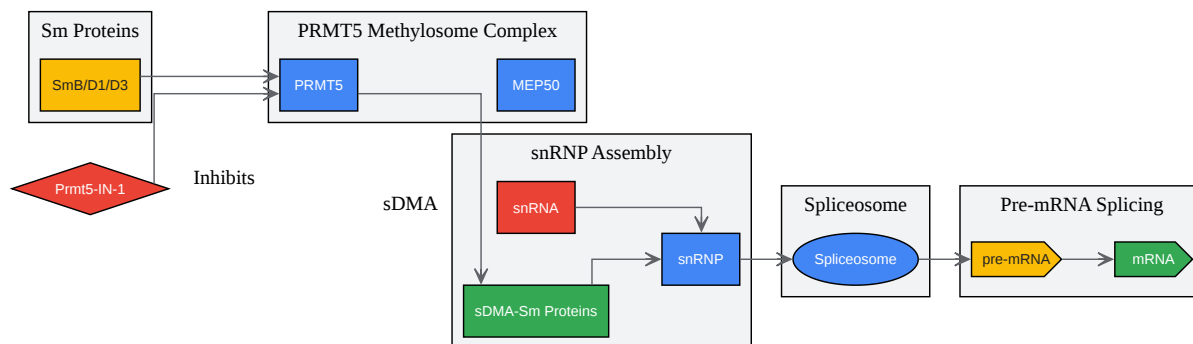 Sm Proteins
SmB/D1/D3
PRMT5 Methylosome Complex
PRMT5
MEP50
Prmt5-IN-1
Inhibits
sDMA
snRNP Assembly
snRNA
snRNP
sDMA-Sm Proteins
Spliceosome
Spliceosome
Pre-mRNA Splicing
pre-mRNA
mRNA